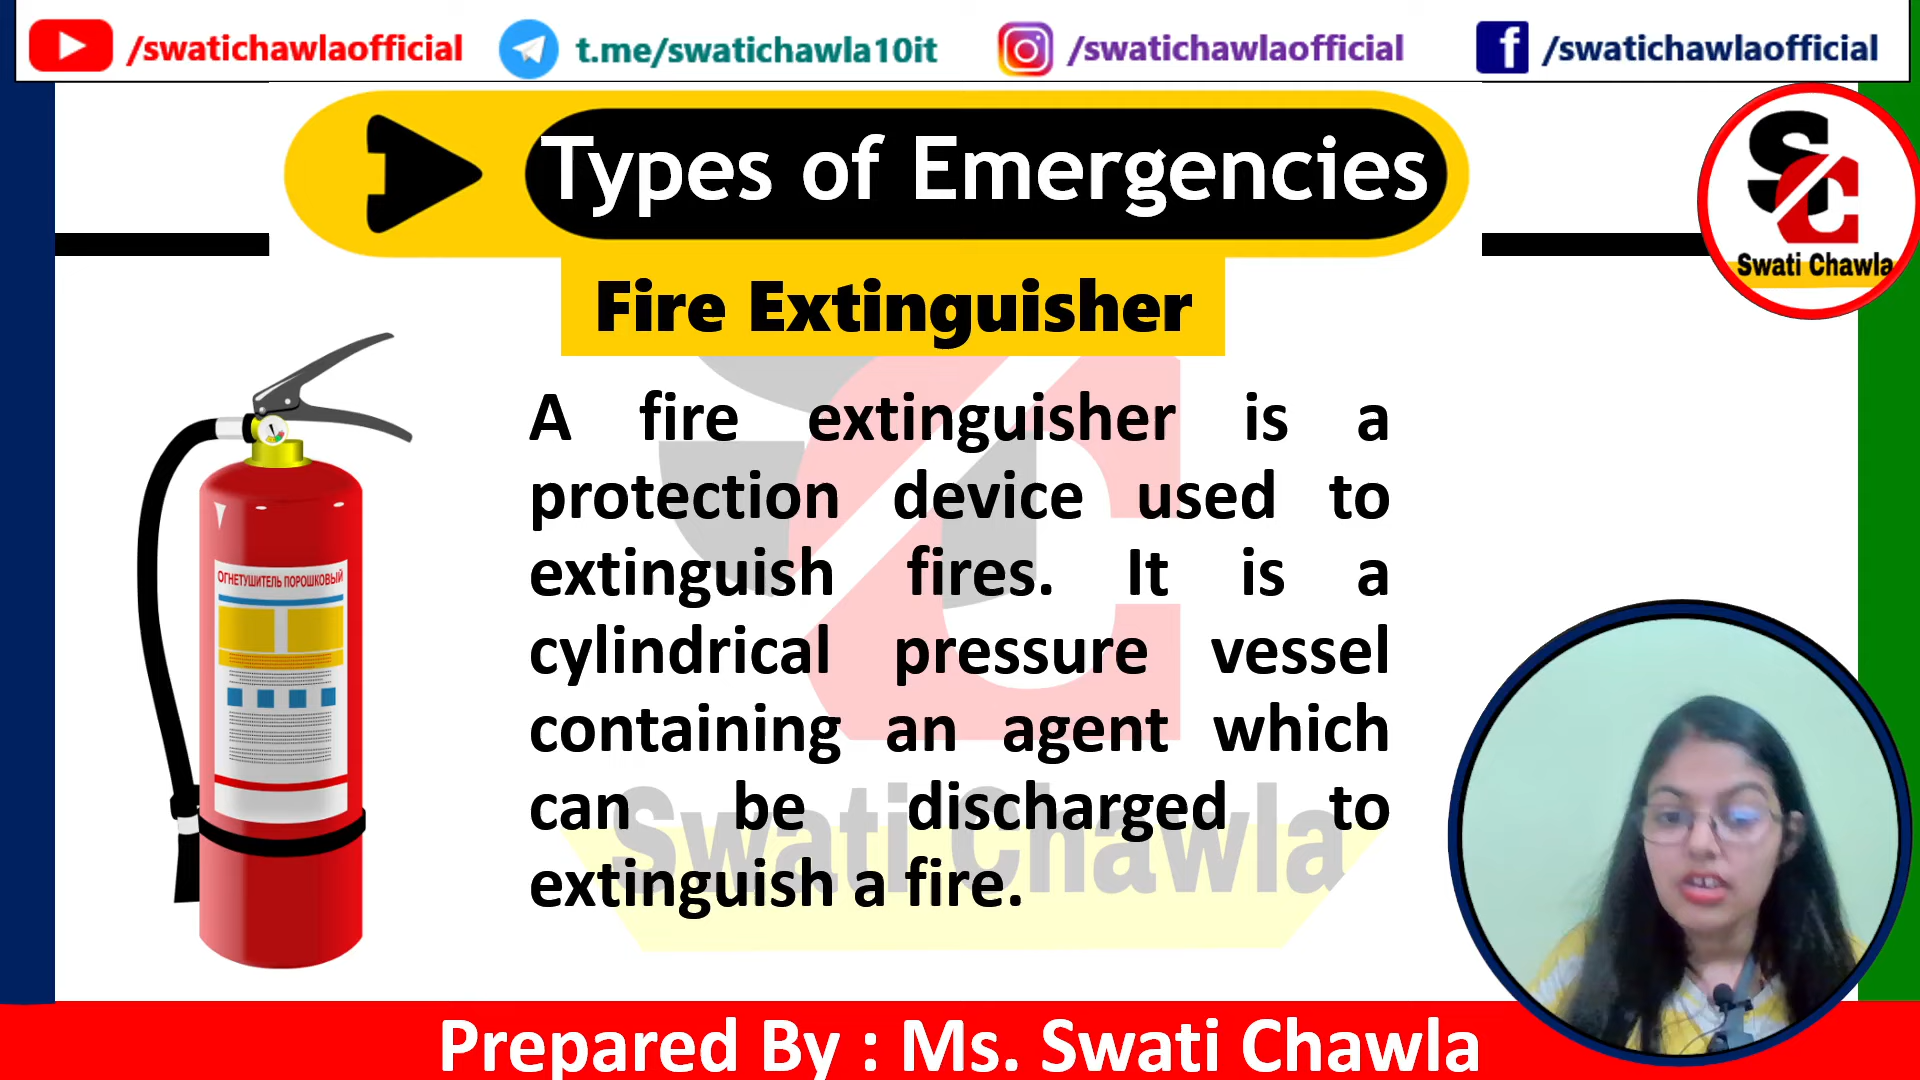 /swatichawlaofficial t.me/swatichawla10it /swatichawlaofficial /swatichawlaofficial
Types of Emergencies
SC
Swati Chawla
Fire Extinguisher
A fire extinguisher is a
protection device used to
extinguish fires. It is a
cylindrical pressure vessel
containing an agent which
can be discharged to
extinguish a fire.
ОГНЕТУШИТЕЛЬ ПОРОШКОВЫЙ
Swati Chawla
Prepared By : Ms. Swati Chawla